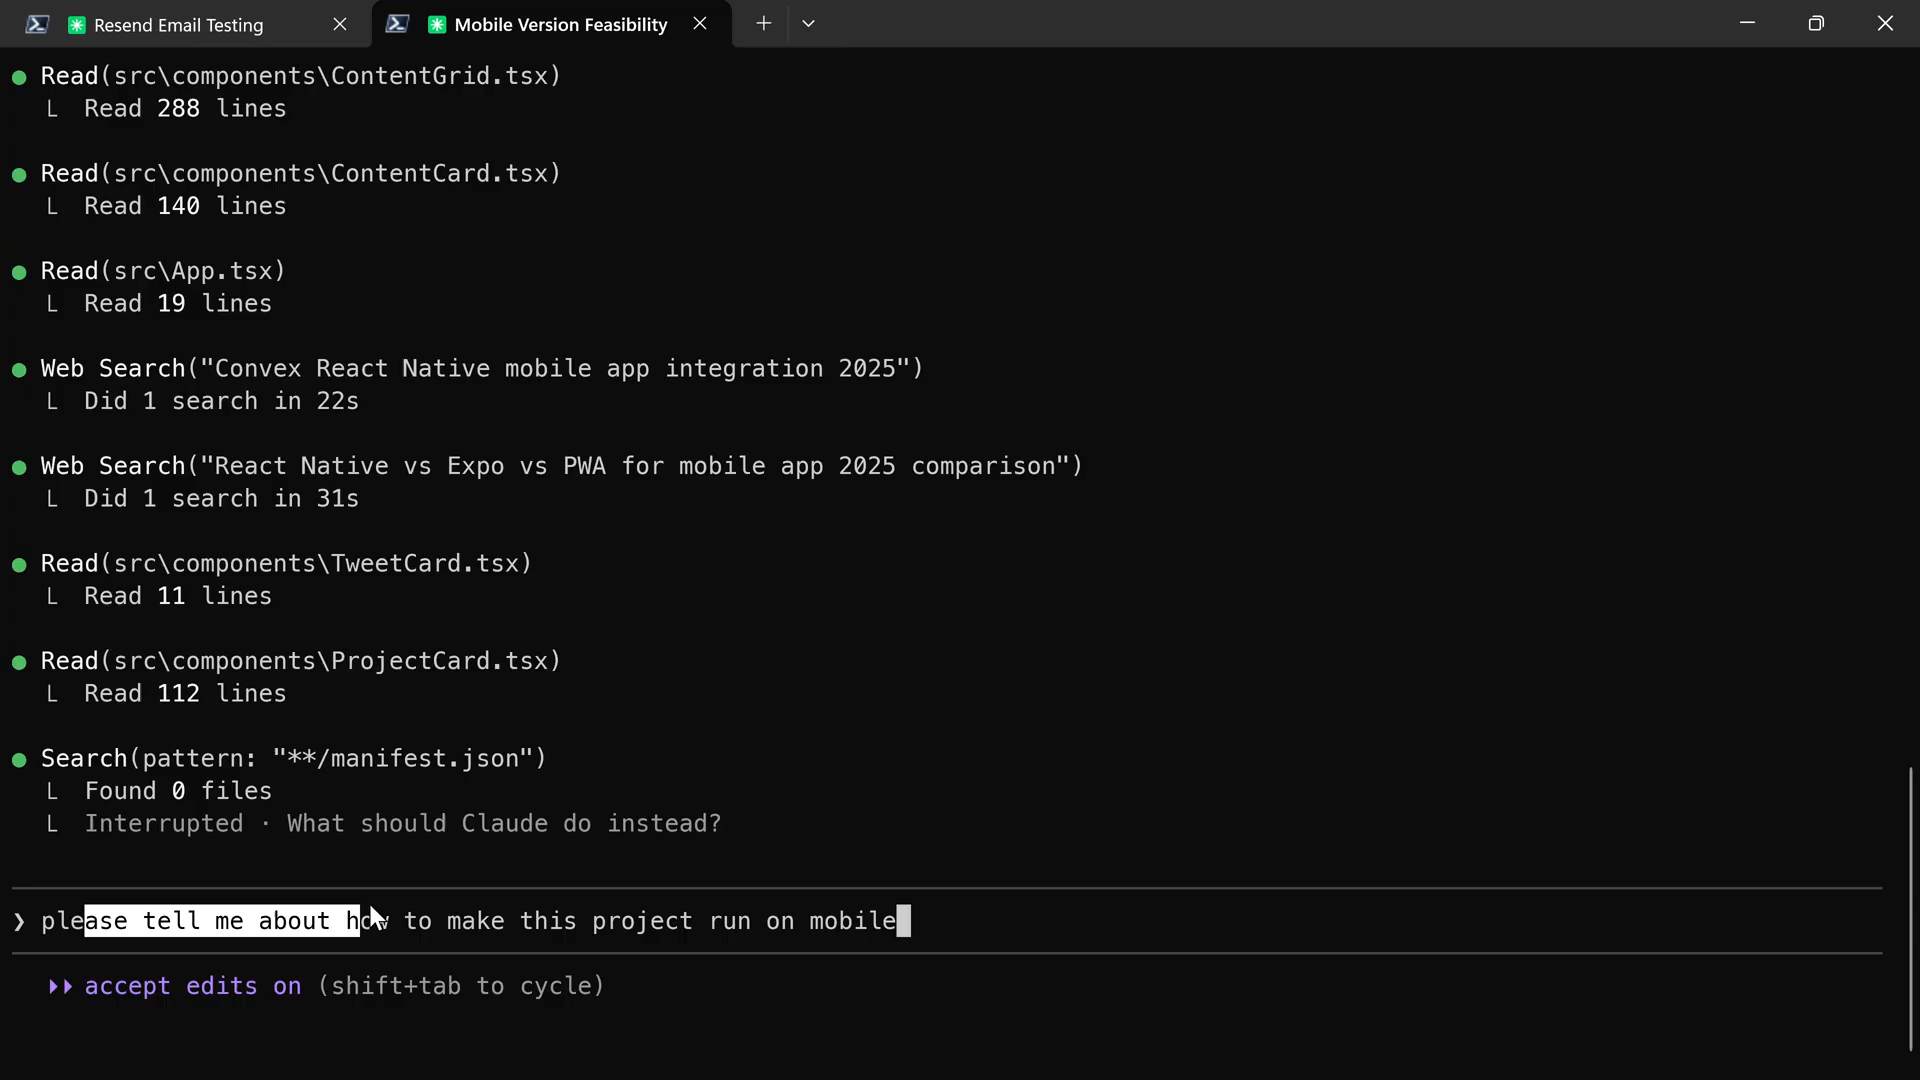 Resend Email Testing
Mobile Version Feasibility
● Read(src\components\ContentGrid.tsx)
└ Read 288 lines
● Read(src\components\ContentCard.tsx)
└ Read 140 lines
● Read(src\App.tsx)
└ Read 19 lines
● Web Search("Convex React Native mobile app integration 2025")
└ Did 1 search in 22s
● Web Search("React Native vs Expo vs PWA for mobile app 2025 comparison")
└ Did 1 search in 31s
● Read(src\components\TweetCard.tsx)
└ Read 11 lines
● Read(src\components\ProjectCard.tsx)
└ Read 112 lines
● Search(pattern: "**/manifest.json")
└ Found 0 files
└ Interrupted · What should Claude do instead?
❯ please tell me about how to make this project run on mobile
⏵⏵ accept edits on (shift+tab to cycle)